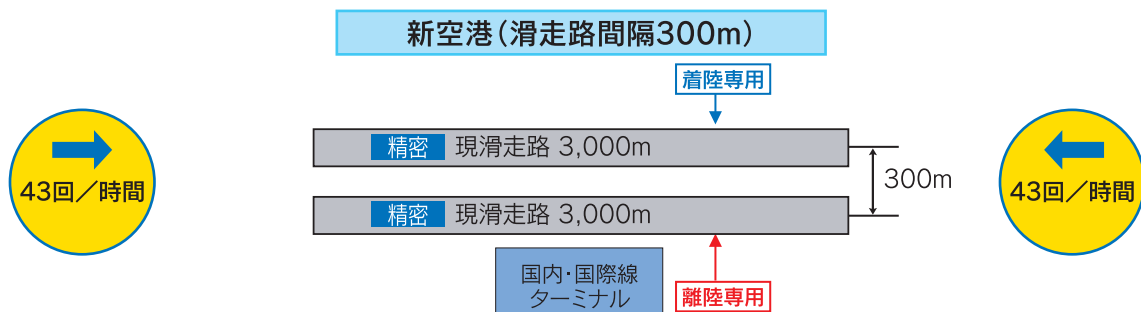 新空港(滑走路間隔300m)
着陸専用
精密 現滑走路 3,000m
43回／時間
300m
43回／時間
精密 現滑走路 3,000m
国内・国際線
ターミナル
離陸専用